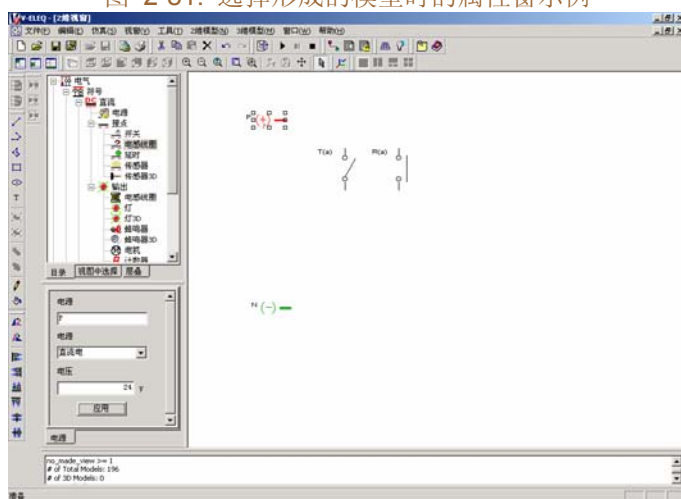 图 2-31. 选择形成的模型时的属性窗示例
V-ELEQ - [2维视窗]
文件(F) 编辑(E) 仿真(S) 视窗(V) 工具(T) 2维模型(N) 3维模型(M) 窗口(W) 帮助(H)
电气
符号
直流
电源
接点
开关
电感线圈
延时
传感器
传感器3D
输出
电感线圈
灯
灯3D
蜂鸣器
蜂鸣器3D
电机
计数器
目录 视图中选择 层叠
电源
P
电源
直流电
电压
24 V
应用
电源
P (+)
T(a) R(a)
N (-)
no_made_view >= 1
# of Total Models: 196
# of 3D Models: 0
准备